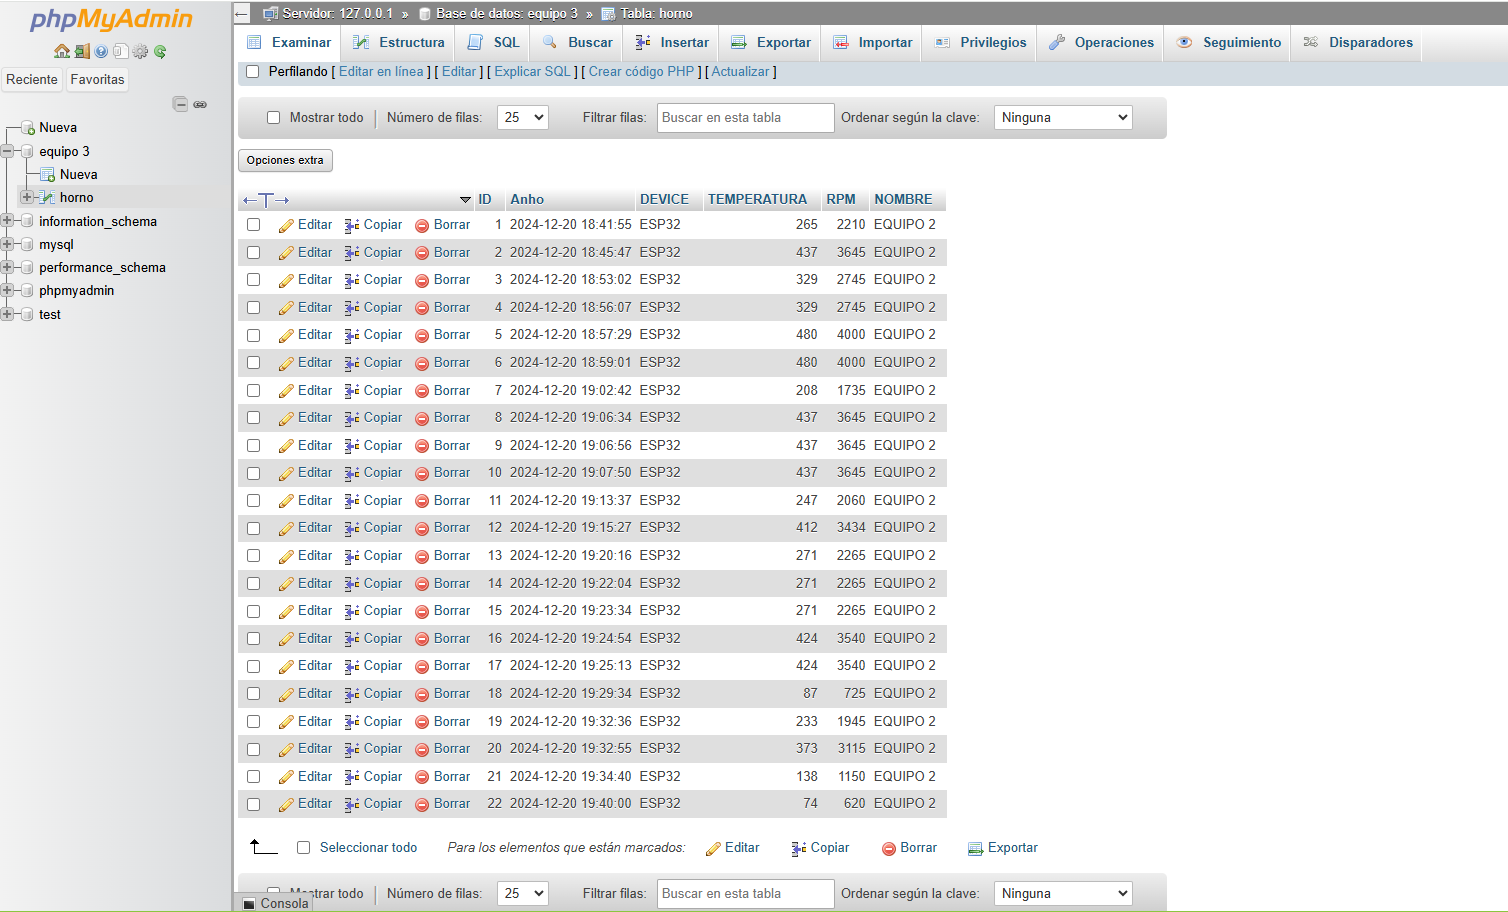 phpMyAdmin
Reciente Favoritas
Nueva
equipo 3
Nueva
horno
information_schema
mysql
performance_schema
phpmyadmin
test
Servidor: 127.0.0.1 » Base de datos: equipo 3 » Tabla: horno
Examinar Estructura SQL Buscar Insertar Exportar Importar Privilegios Operaciones Seguimiento Disparadores
Perfilando [ Editar en línea ] [ Editar ] [ Explicar SQL ] [ Crear código PHP ] [ Actualizar ]
Mostrar todo Número de filas: 25 Filtrar filas: Buscar en esta tabla Ordenar según la clave: Ninguna
Opciones extra
ID Anho DEVICE TEMPERATURA RPM NOMBRE
Editar Copiar Borrar 1 2024-12-20 18:41:55 ESP32 265 2210 EQUIPO 2
Editar Copiar Borrar 2 2024-12-20 18:45:47 ESP32 437 3645 EQUIPO 2
Editar Copiar Borrar 3 2024-12-20 18:53:02 ESP32 329 2745 EQUIPO 2
Editar Copiar Borrar 4 2024-12-20 18:56:07 ESP32 329 2745 EQUIPO 2
Editar Copiar Borrar 5 2024-12-20 18:57:29 ESP32 480 4000 EQUIPO 2
Editar Copiar Borrar 6 2024-12-20 18:59:01 ESP32 480 4000 EQUIPO 2
Editar Copiar Borrar 7 2024-12-20 19:02:42 ESP32 208 1735 EQUIPO 2
Editar Copiar Borrar 8 2024-12-20 19:06:34 ESP32 437 3645 EQUIPO 2
Editar Copiar Borrar 9 2024-12-20 19:06:56 ESP32 437 3645 EQUIPO 2
Editar Copiar Borrar 10 2024-12-20 19:07:50 ESP32 437 3645 EQUIPO 2
Editar Copiar Borrar 11 2024-12-20 19:13:37 ESP32 247 2060 EQUIPO 2
Editar Copiar Borrar 12 2024-12-20 19:15:27 ESP32 412 3434 EQUIPO 2
Editar Copiar Borrar 13 2024-12-20 19:20:16 ESP32 271 2265 EQUIPO 2
Editar Copiar Borrar 14 2024-12-20 19:22:04 ESP32 271 2265 EQUIPO 2
Editar Copiar Borrar 15 2024-12-20 19:23:34 ESP32 271 2265 EQUIPO 2
Editar Copiar Borrar 16 2024-12-20 19:24:54 ESP32 424 3540 EQUIPO 2
Editar Copiar Borrar 17 2024-12-20 19:25:13 ESP32 424 3540 EQUIPO 2
Editar Copiar Borrar 18 2024-12-20 19:29:34 ESP32 87 725 EQUIPO 2
Editar Copiar Borrar 19 2024-12-20 19:32:36 ESP32 233 1945 EQUIPO 2
Editar Copiar Borrar 20 2024-12-20 19:32:55 ESP32 373 3115 EQUIPO 2
Editar Copiar Borrar 21 2024-12-20 19:34:40 ESP32 138 1150 EQUIPO 2
Editar Copiar Borrar 22 2024-12-20 19:40:00 ESP32 74 620 EQUIPO 2
Seleccionar todo Para los elementos que están marcados: Editar Copiar Borrar Exportar
Mostrar todo Número de filas: 25 Filtrar filas: Buscar en esta tabla Ordenar según la clave: Ninguna
Consola